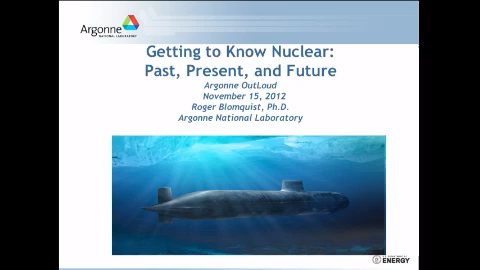 Argonne
NATIONAL LABORATORY
Getting to Know Nuclear:
Past, Present, and Future
Argonne OutLoud
November 15, 2012
Roger Blomquist, Ph.D.
Argonne National Laboratory
ENERGY